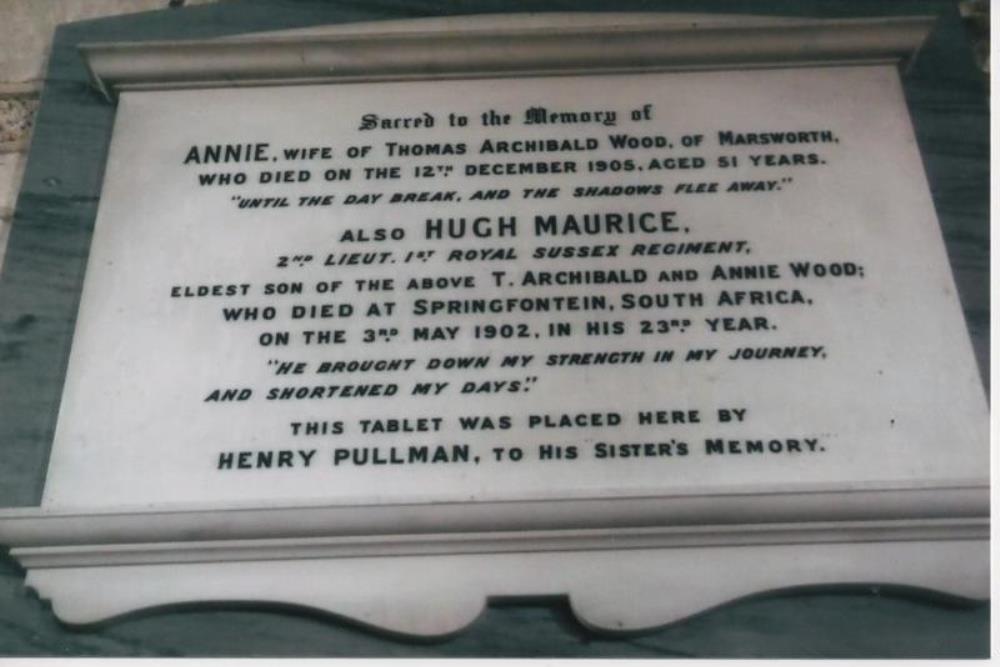 Sacred to the Memory of
ANNIE, WIFE OF THOMAS ARCHIBALD WOOD, OF MARSWORTH,
WHO DIED ON THE 12TH DECEMBER 1905, AGED 51 YEARS.
"UNTIL THE DAY BREAK, AND THE SHADOWS FLEE AWAY."
ALSO HUGH MAURICE,
2ND LIEUT. 1ST ROYAL SUSSEX REGIMENT,
ELDEST SON OF THE ABOVE T. ARCHIBALD AND ANNIE WOOD;
WHO DIED AT SPRINGFONTEIN, SOUTH AFRICA,
ON THE 3RD MAY 1902, IN HIS 23RD YEAR.
"HE BROUGHT DOWN MY STRENGTH IN MY JOURNEY,
AND SHORTENED MY DAYS."
THIS TABLET WAS PLACED HERE BY
HENRY PULLMAN, TO HIS SISTER'S MEMORY.